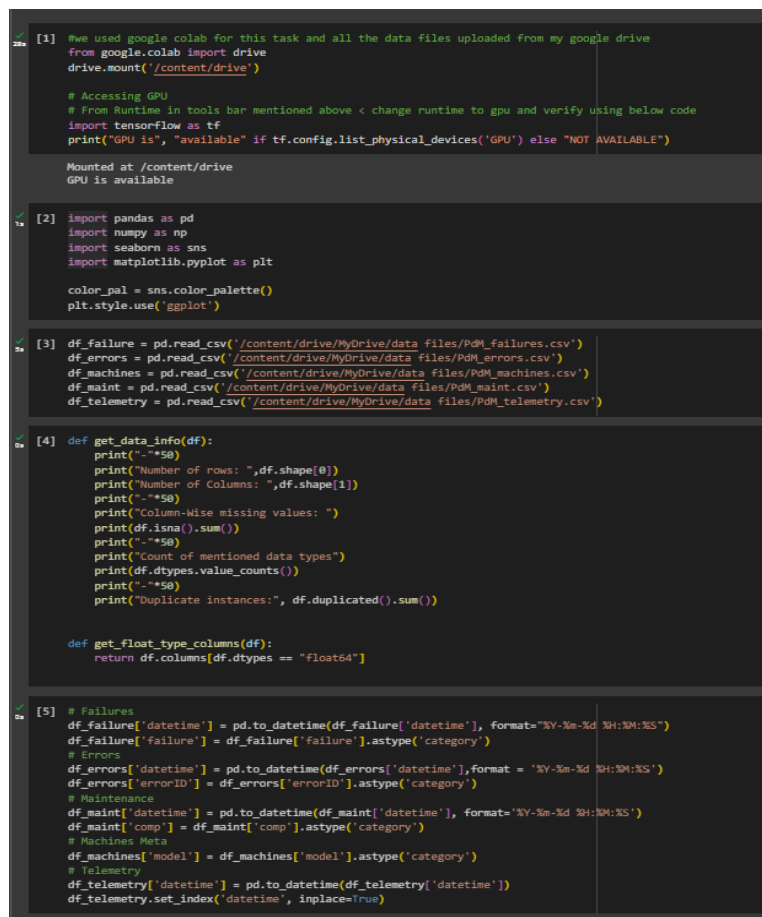 [1] #we used google colab for this task and all the data files uploaded from my google drive
from google.colab import drive
drive.mount('/content/drive')
# Accessing GPU
# From Runtime in tools bar mentioned above < change runtime to gpu and verify using below code
import tensorflow as tf
print("GPU is", "available" if tf.config.list_physical_devices('GPU') else "NOT AVAILABLE")
28s
Mounted at /content/drive
GPU is available
[2] import pandas as pd
1s
import numpy as np
import seaborn as sns
import matplotlib.pyplot as plt
color_pal = sns.color_palette()
plt.style.use('ggplot')
[3] df_failure = pd.read_csv('/content/drive/MyDrive/data files/PdM_failures.csv')
5s
df_errors = pd.read_csv('/content/drive/MyDrive/data files/PdM_errors.csv')
df_machines = pd.read_csv('/content/drive/MyDrive/data files/PdM_machines.csv')
df_maint = pd.read_csv('/content/drive/MyDrive/data files/PdM_maint.csv')
df_telemetry = pd.read_csv('/content/drive/MyDrive/data files/PdM_telemetry.csv')
[4] def get_data_info(df):
0s
print("-"*50)
print("Number of rows: ",df.shape[0])
print("Number of Columns: ",df.shape[1])
print("-"*50)
print("Column-Wise missing values: ")
print(df.isna().sum())
print("-"*50)
print("Count of mentioned data types")
print(df.dtypes.value_counts())
print("-"*50)
print("Duplicate instances:", df.duplicated().sum())
def get_float_type_columns(df):
return df.columns[df.dtypes == "float64"]
[5] # Failures
0s
df_failure['datetime'] = pd.to_datetime(df_failure['datetime'], format="%Y-%m-%d %H:%M:%S")
df_failure['failure'] = df_failure['failure'].astype('category')
# Errors
df_errors['datetime'] = pd.to_datetime(df_errors['datetime'],format = '%Y-%m-%d %H:%M:%S')
df_errors['errorID'] = df_errors['errorID'].astype('category')
# Maintenance
df_maint['datetime'] = pd.to_datetime(df_maint['datetime'], format='%Y-%m-%d %H:%M:%S')
df_maint['comp'] = df_maint['comp'].astype('category')
# Machines Meta
df_machines['model'] = df_machines['model'].astype('category')
# Telemetry
df_telemetry['datetime'] = pd.to_datetime(df_telemetry['datetime'])
df_telemetry.set_index('datetime', inplace=True)